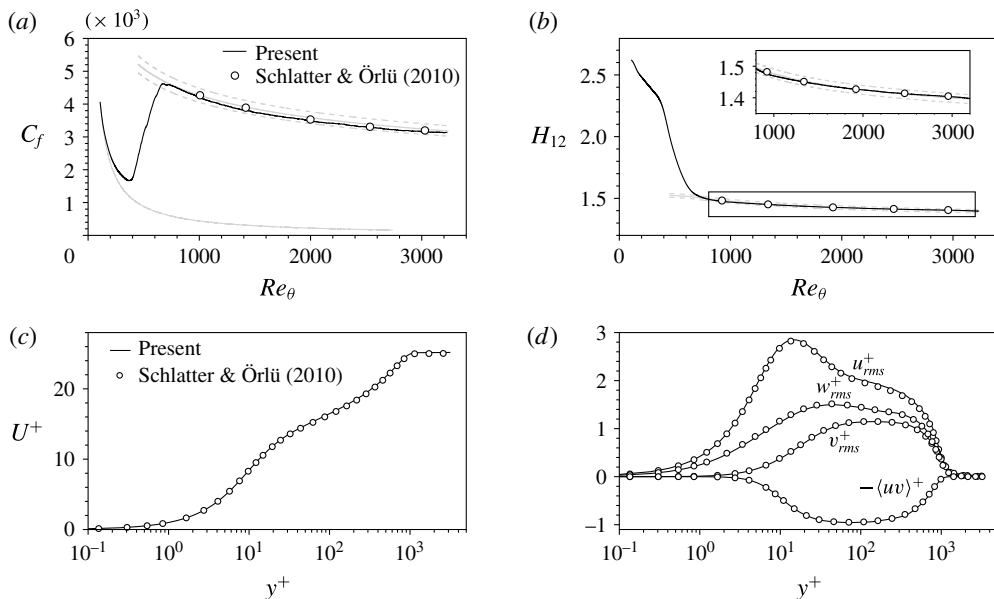 (a)
(× 10³)
6
5
4
3
2
1
0
1000
2000
3000
C_f
Re_θ
Present
Schlatter & Örlü (2010)
(b)
2.5
2.0
1.5
0
1000
2000
3000
H₁₂
Re_θ
1.5
1.4
1000
2000
3000
(c)
Present
Schlatter & Örlü (2010)
20
10
0
U⁺
10⁻¹
10⁰
10¹
10²
10³
y⁺
(d)
3
2
1
0
−1
u⁺_rms
w⁺_rms
v⁺_rms
−⟨uv⟩⁺
10⁻¹
10⁰
10¹
10²
10³
y⁺